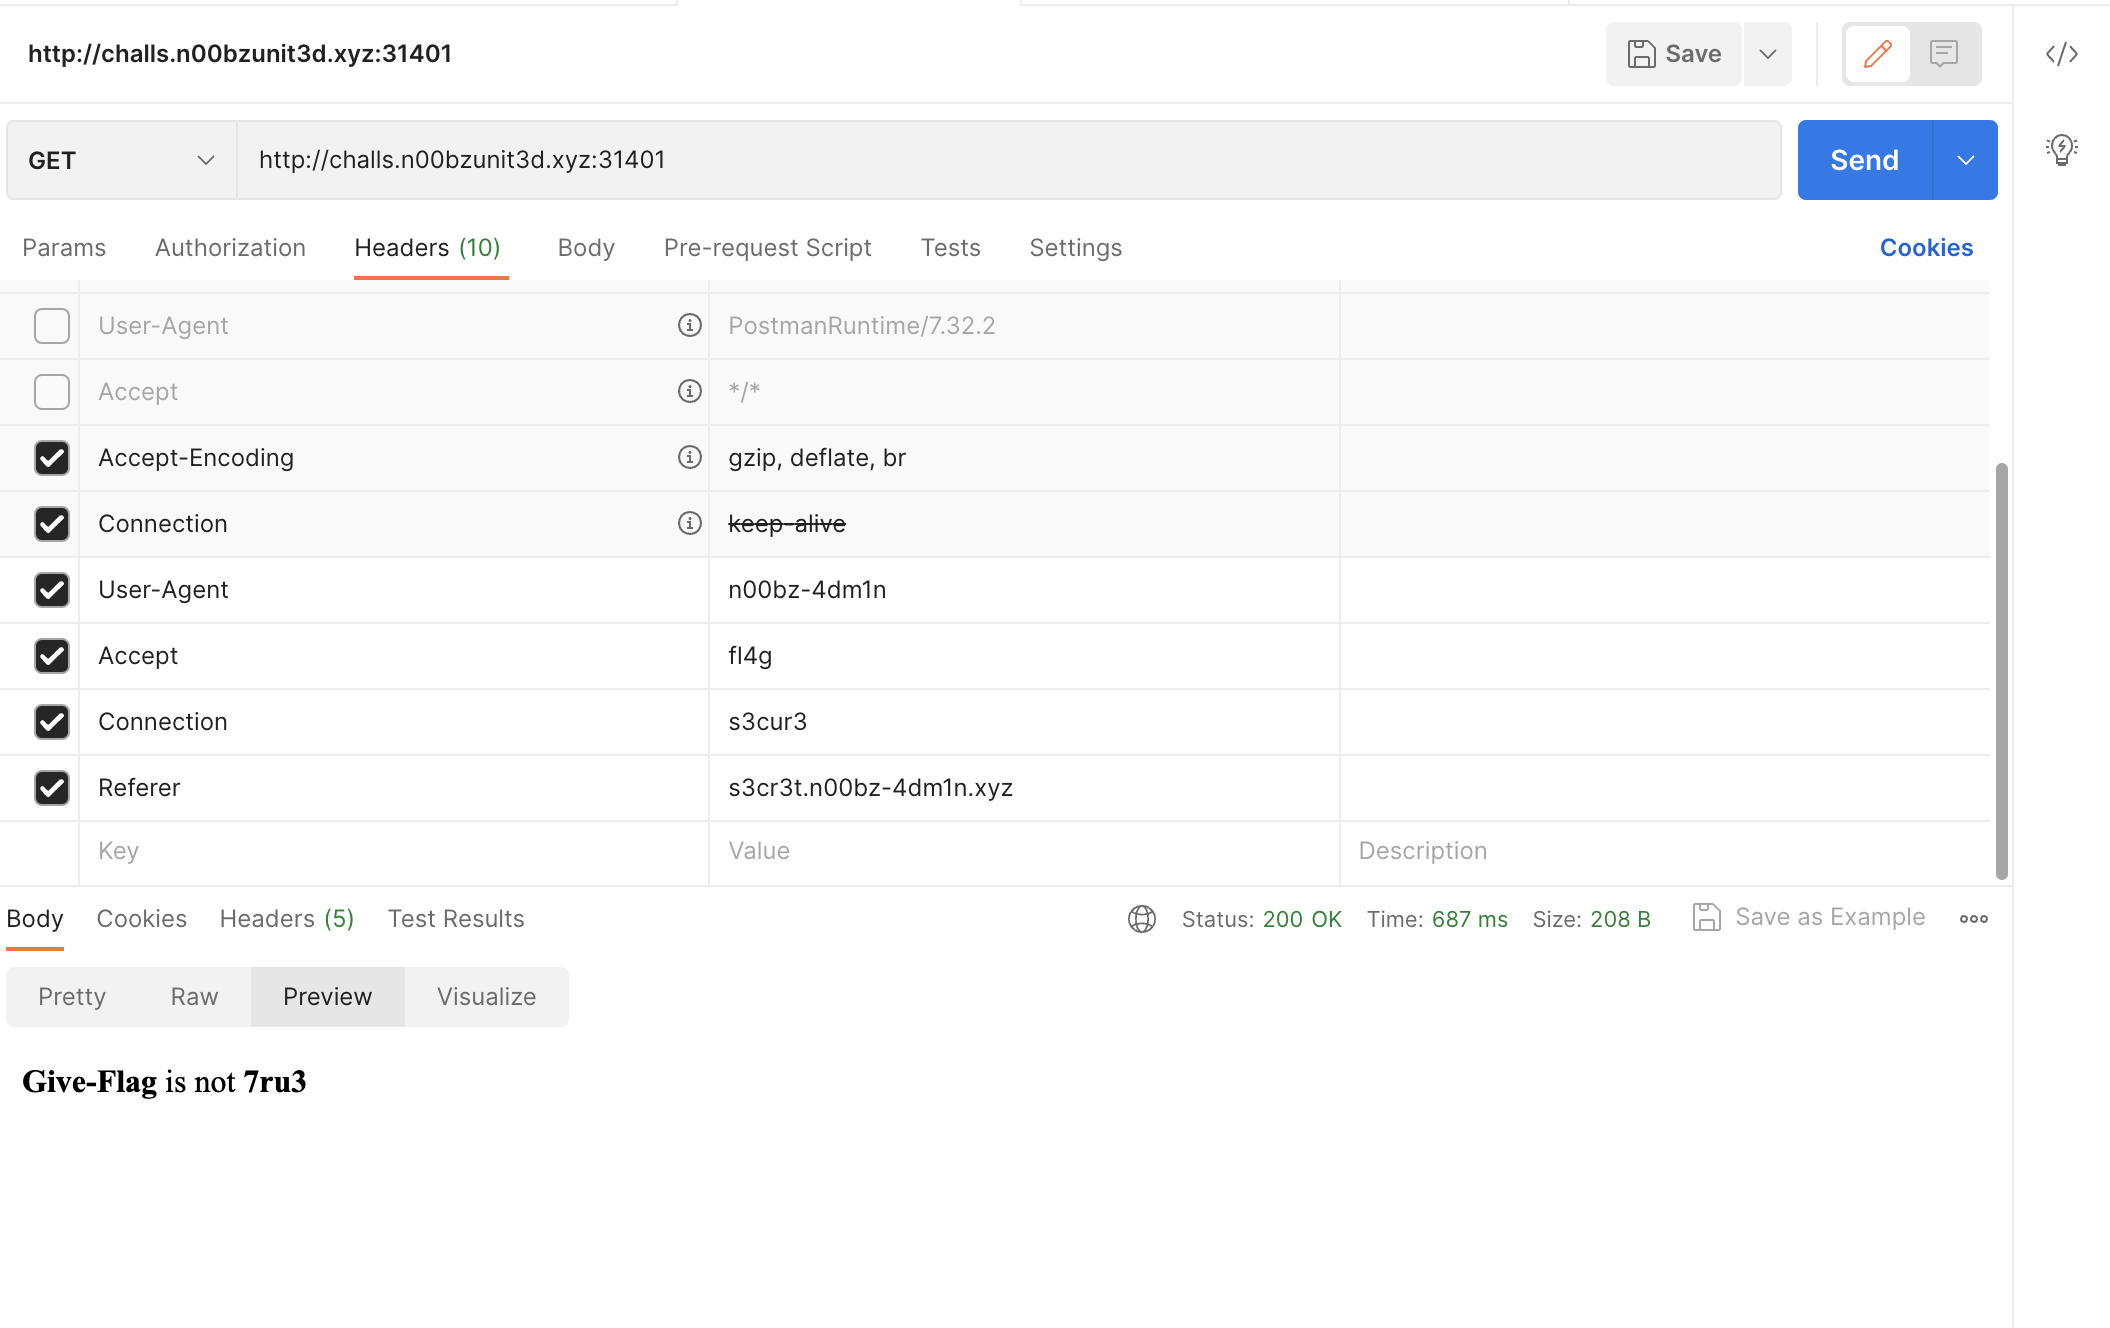 http://challs.n00bzunit3d.xyz:31401
Save
GET http://challs.n00bzunit3d.xyz:31401 Send
Params Authorization Headers (10) Body Pre-request Script Tests Settings Cookies
User-Agent PostmanRuntime/7.32.2
Accept */*
Accept-Encoding gzip, deflate, br
Connection keep-alive
User-Agent n00bz-4dm1n
Accept fl4g
Connection s3cur3
Referer s3cr3t.n00bz-4dm1n.xyz
Key Value Description
Body Cookies Headers (5) Test Results Status: 200 OK Time: 687 ms Size: 208 B Save as Example
Pretty Raw Preview Visualize
Give-Flag is not 7ru3